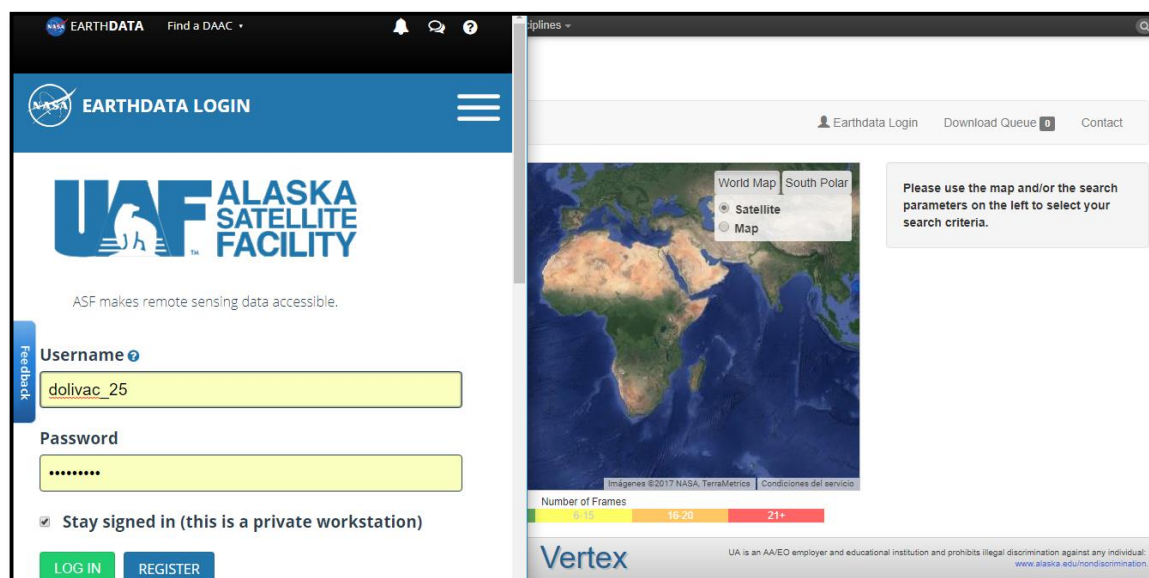 EARTHDATA Find a DAAC
EARTHDATA LOGIN
UAF ALASKA
SATELLITE
FACILITY
ASF makes remote sensing data accessible.
Feedback
Username
dolivac_25
Password
•••••••••
Stay signed in (this is a private workstation)
LOG IN REGISTER
ciplines
Earthdata Login Download Queue 0 Contact
World Map South Polar
Satellite
Map
Imágenes ©2017 NASA, TerraMetrics Condiciones del servicio
Please use the map and/or the search
parameters on the left to select your
search criteria.
Number of Frames
6-15 16-20 21+
Vertex
UA is an AA/EO employer and educational institution and prohibits illegal discrimination against any individual:
www.alaska.edu/nondiscrimination.